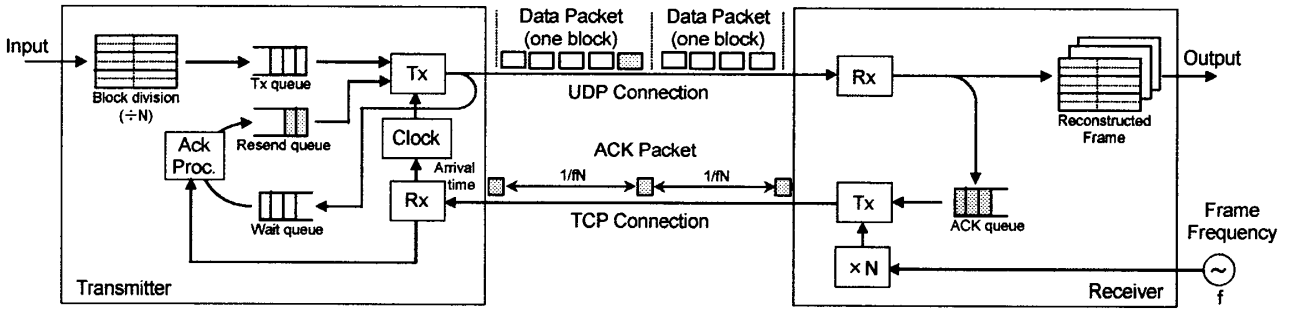 Input
Block division
(÷N)
Tx queue
Resend queue
Ack
Proc.
Wait queue
Tx
Clock
Arrival
time
Rx
Transmitter
Data Packet
(one block)
Data Packet
(one block)
UDP Connection
ACK Packet
1/fN
1/fN
TCP Connection
Rx
Reconstructed
Frame
Output
Tx
ACK queue
×N
Receiver
Frame
Frequency
~
f